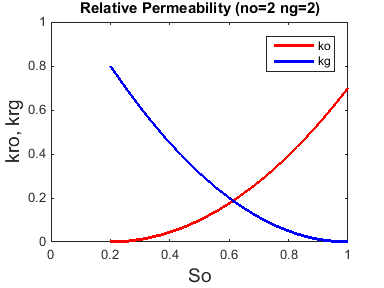 Relative Permeability (no=2 ng=2)
kro, krg
1
0.8
0.6
0.4
0.2
0
ko
kg
0 0.2 0.4 0.6 0.8 1
So